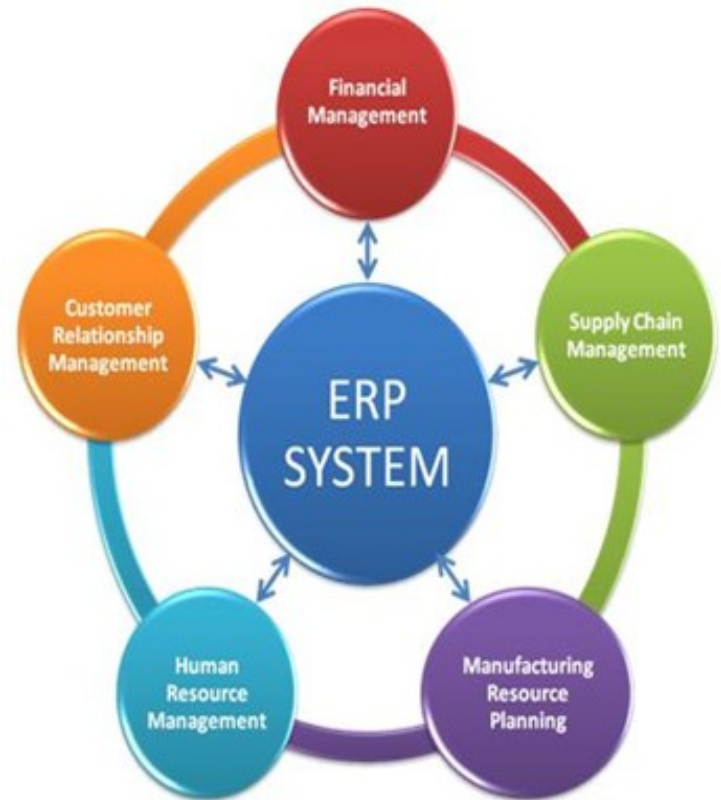 Financial
Management
Customer
Relationship
Management
Supply Chain
Management
ERP
SYSTEM
Human
Resource
Management
Manufacturing
Resource
Planning